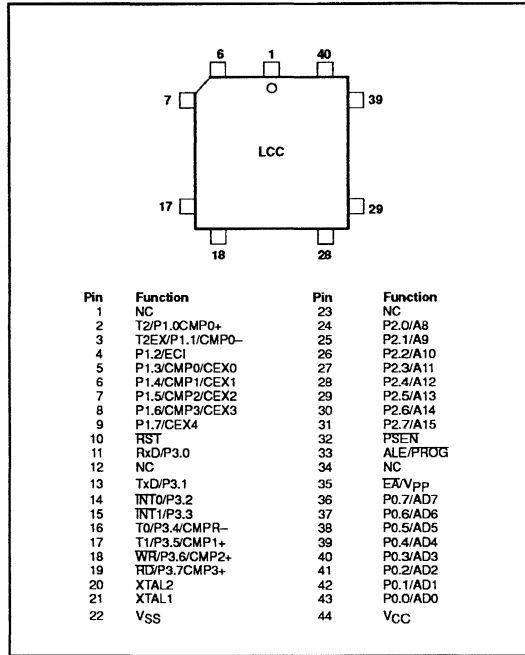 6 1 40
7 39
LCC
17 29
18 28
Pin Function Pin Function
1 NC 23 NC
2 T2/P1.0CMP0+ 24 P2.0/A8
3 T2EX/P1.1/CMP0– 25 P2.1/A9
4 P1.2/ECI 26 P2.2/A10
5 P1.3/CMP0/CEX0 27 P2.3/A11
6 P1.4/CMP1/CEX1 28 P2.4/A12
7 P1.5/CMP2/CEX2 29 P2.5/A13
8 P1.6/CMP3/CEX3 30 P2.6/A14
9 P1.7/CEX4 31 P2.7/A15
10 RST 32 PSEN
11 RxD/P3.0 33 ALE/PROG
12 NC 34 NC
13 TxD/P3.1 35 EA/VPP
14 INT0/P3.2 36 P0.7/AD7
15 INT1/P3.3 37 P0.6/AD6
16 T0/P3.4/CMPR– 38 P0.5/AD5
17 T1/P3.5/CMP1+ 39 P0.4/AD4
18 WR/P3.6/CMP2+ 40 P0.3/AD3
19 RD/P3.7CMP3+ 41 P0.2/AD2
20 XTAL2 42 P0.1/AD1
21 XTAL1 43 P0.0/AD0
22 VSS 44 VCC